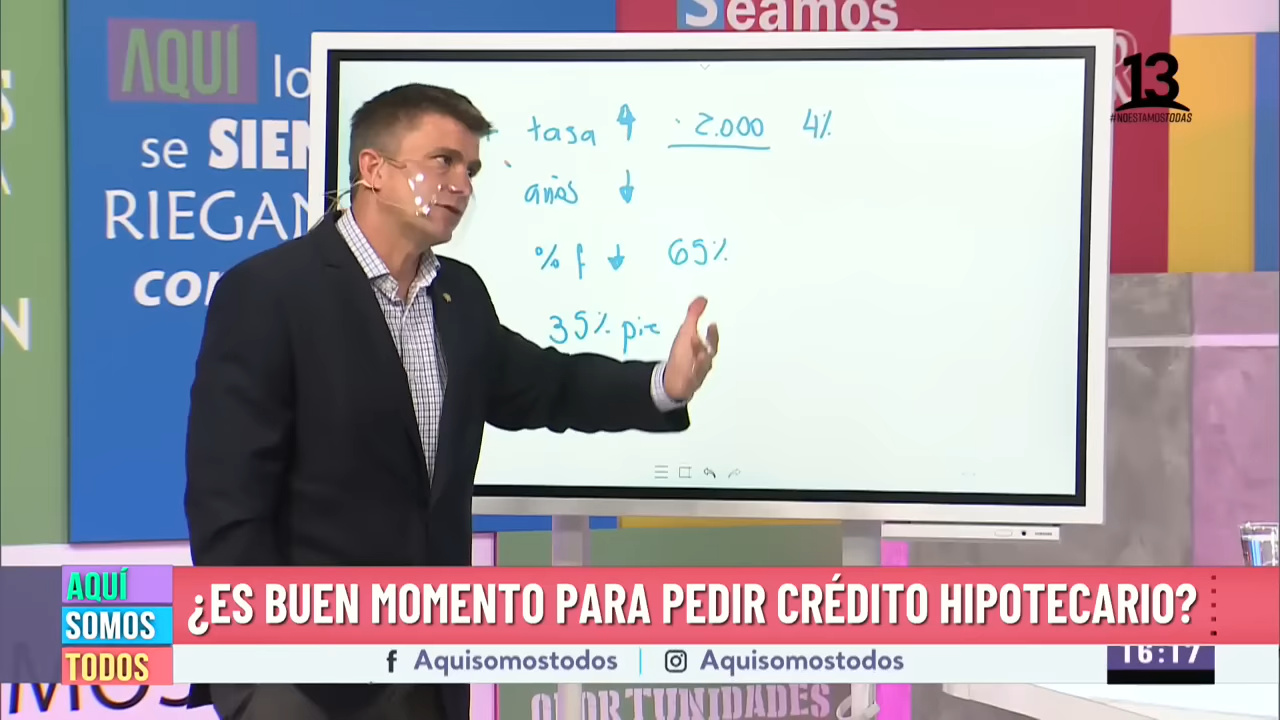 Seamos
AQUÍ lo
se SIEN
RIEGAN
con
N
13
#NOESTAMOSTODAS
tasa ↑ 2.000 4%
años ↓
% f ↓ 65%
35% pie
AQUÍ
SOMOS
TODOS
¿ES BUEN MOMENTO PARA PEDIR CRÉDITO HIPOTECARIO?
Aquisomostodos
Aquisomostodos
16:17
OPORTUNIDADES